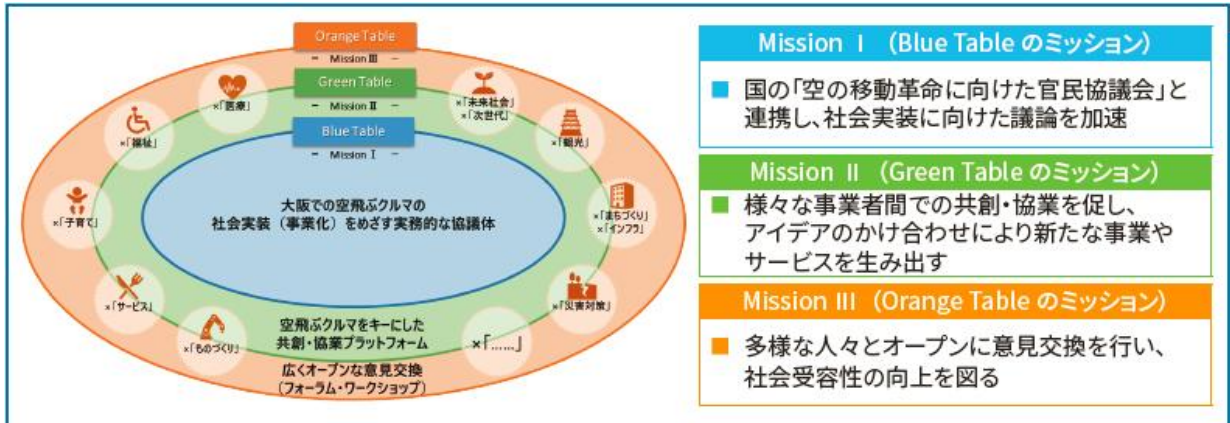 Orange Table
− Mission Ⅲ −
Green Table
− Mission Ⅱ −
Blue Table
− Mission Ⅰ −
×「医療」
×「未来社会」
×「次世代」
×「福祉」
×「観光」
×「子育て」
×「まちづくり」
×「インフラ」
×「サービス」
×「災害対策」
×「ものづくり」
×「……」
大阪での空飛ぶクルマの
社会実装（事業化）をめざす実務的な協議体
空飛ぶクルマをキーにした
共創・協業プラットフォーム
広くオープンな意見交換
（フォーラム・ワークショップ）
Mission Ⅰ （Blue Table のミッション）
■ 国の「空の移動革命に向けた官民協議会」と
連携し、社会実装に向けた議論を加速
Mission Ⅱ （Green Table のミッション）
■ 様々な事業者間での共創・協業を促し、
アイデアのかけ合わせにより新たな事業や
サービスを生み出す
Mission Ⅲ （Orange Table のミッション）
■ 多様な人々とオープンに意見交換を行い、
社会受容性の向上を図る